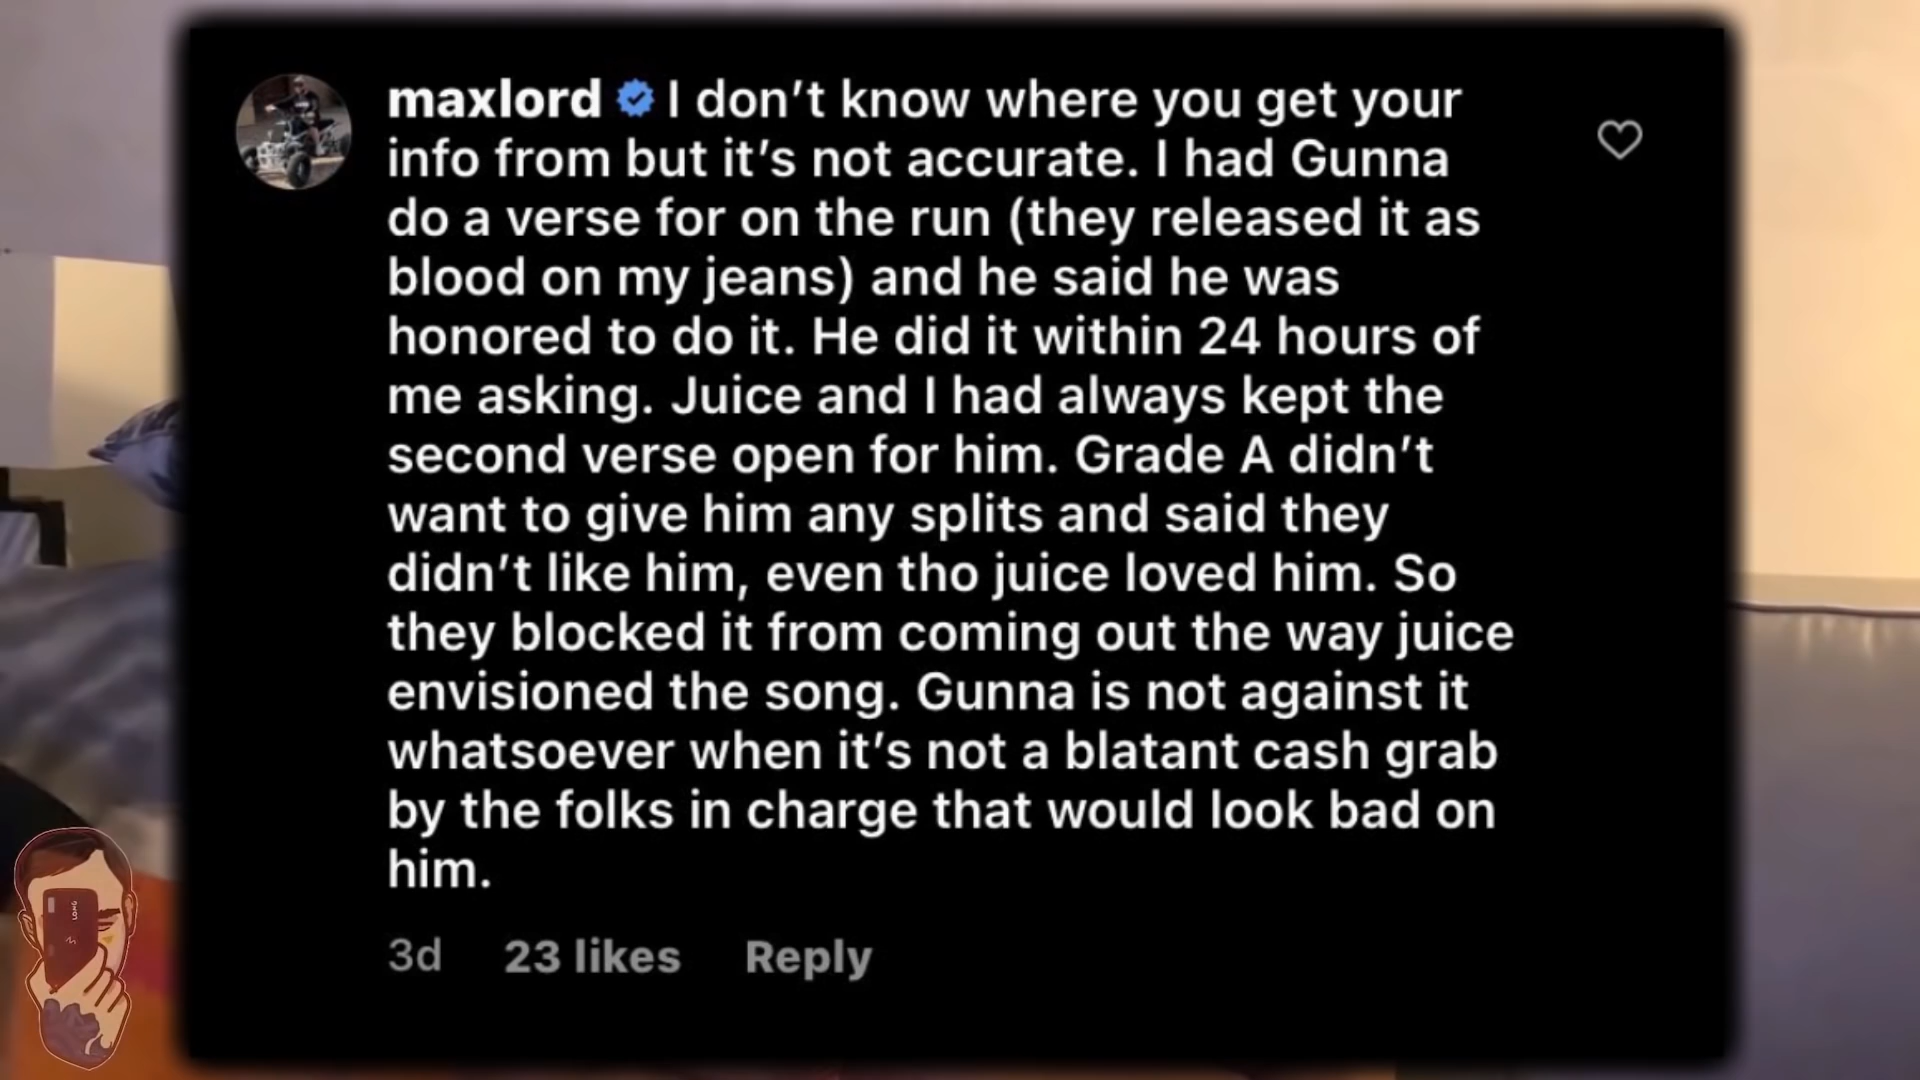 maxlord I don't know where you get your
info from but it's not accurate. I had Gunna
do a verse for on the run (they released it as
blood on my jeans) and he said he was
honored to do it. He did it within 24 hours of
me asking. Juice and I had always kept the
second verse open for him. Grade A didn't
want to give him any splits and said they
didn't like him, even tho juice loved him. So
they blocked it from coming out the way juice
envisioned the song. Gunna is not against it
whatsoever when it's not a blatant cash grab
by the folks in charge that would look bad on
him.
3d 23 likes Reply